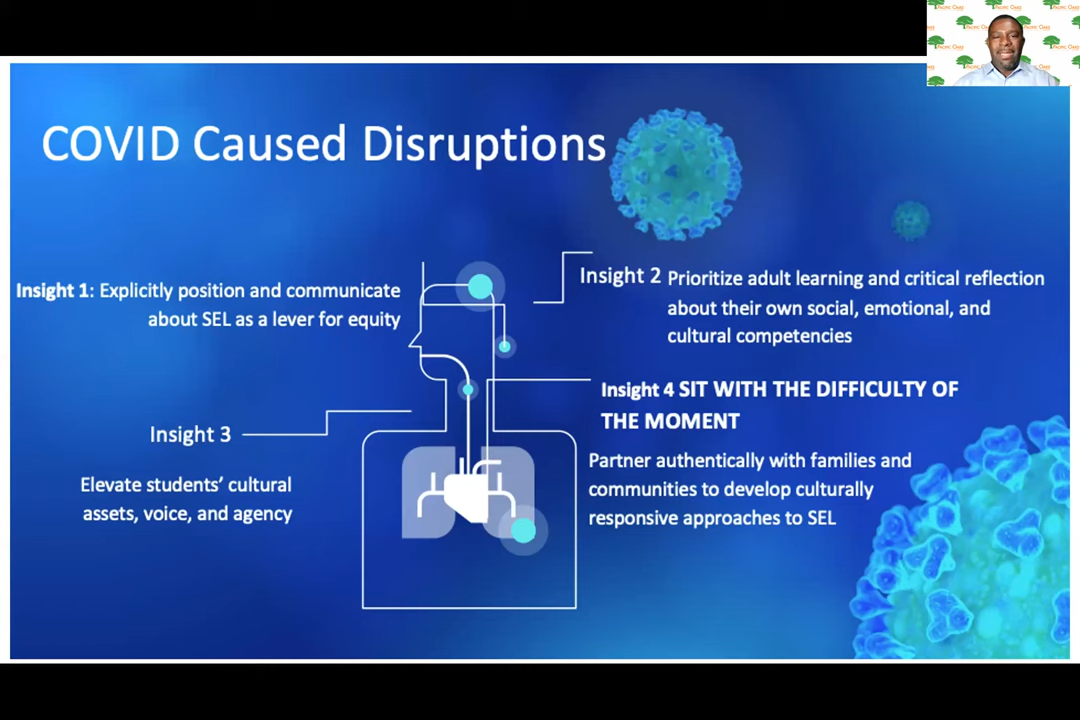 COVID Caused Disruptions
Insight 1: Explicitly position and communicate
about SEL as a lever for equity
Insight 2 Prioritize adult learning and critical reflection
about their own social, emotional, and
cultural competencies
Insight 3
Elevate students’ cultural
assets, voice, and agency
Insight 4 SIT WITH THE DIFFICULTY OF
THE MOMENT
Partner authentically with families and
communities to develop culturally
responsive approaches to SEL
PACIFIC OAKS